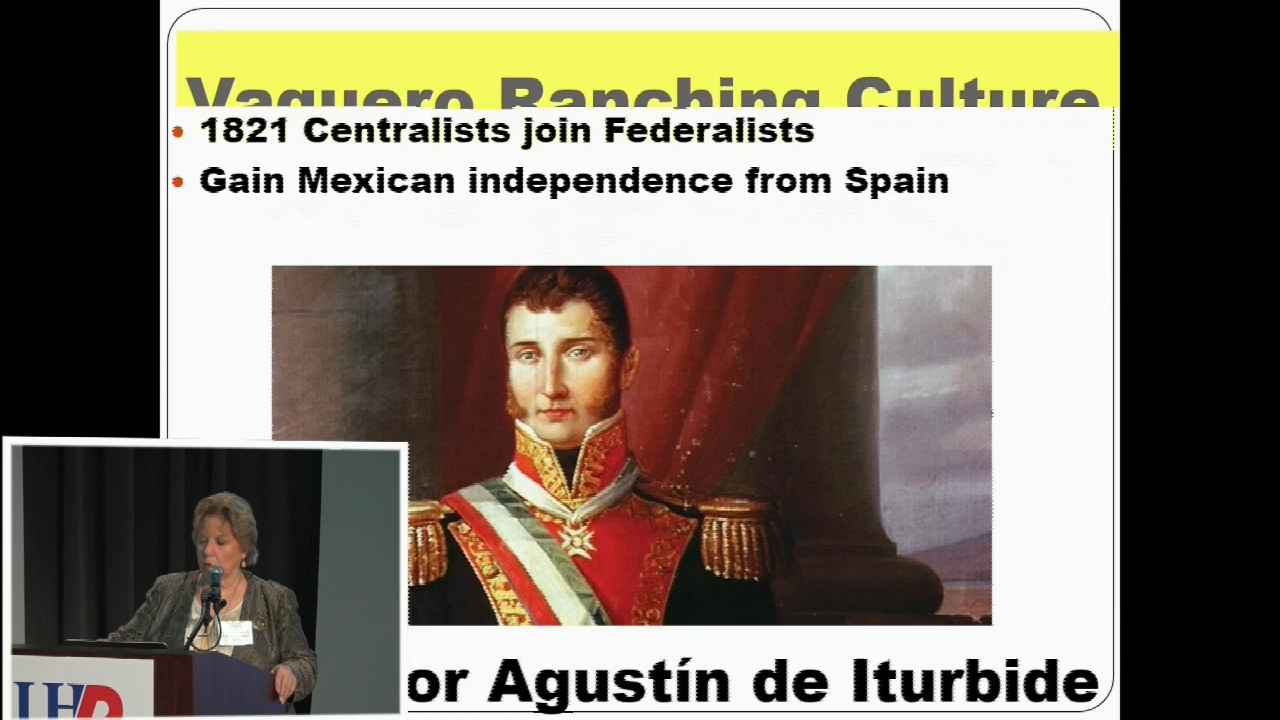 Vaquero Ranching Culture
1821 Centralists join Federalists
Gain Mexican independence from Spain
or Agustín de Iturbide